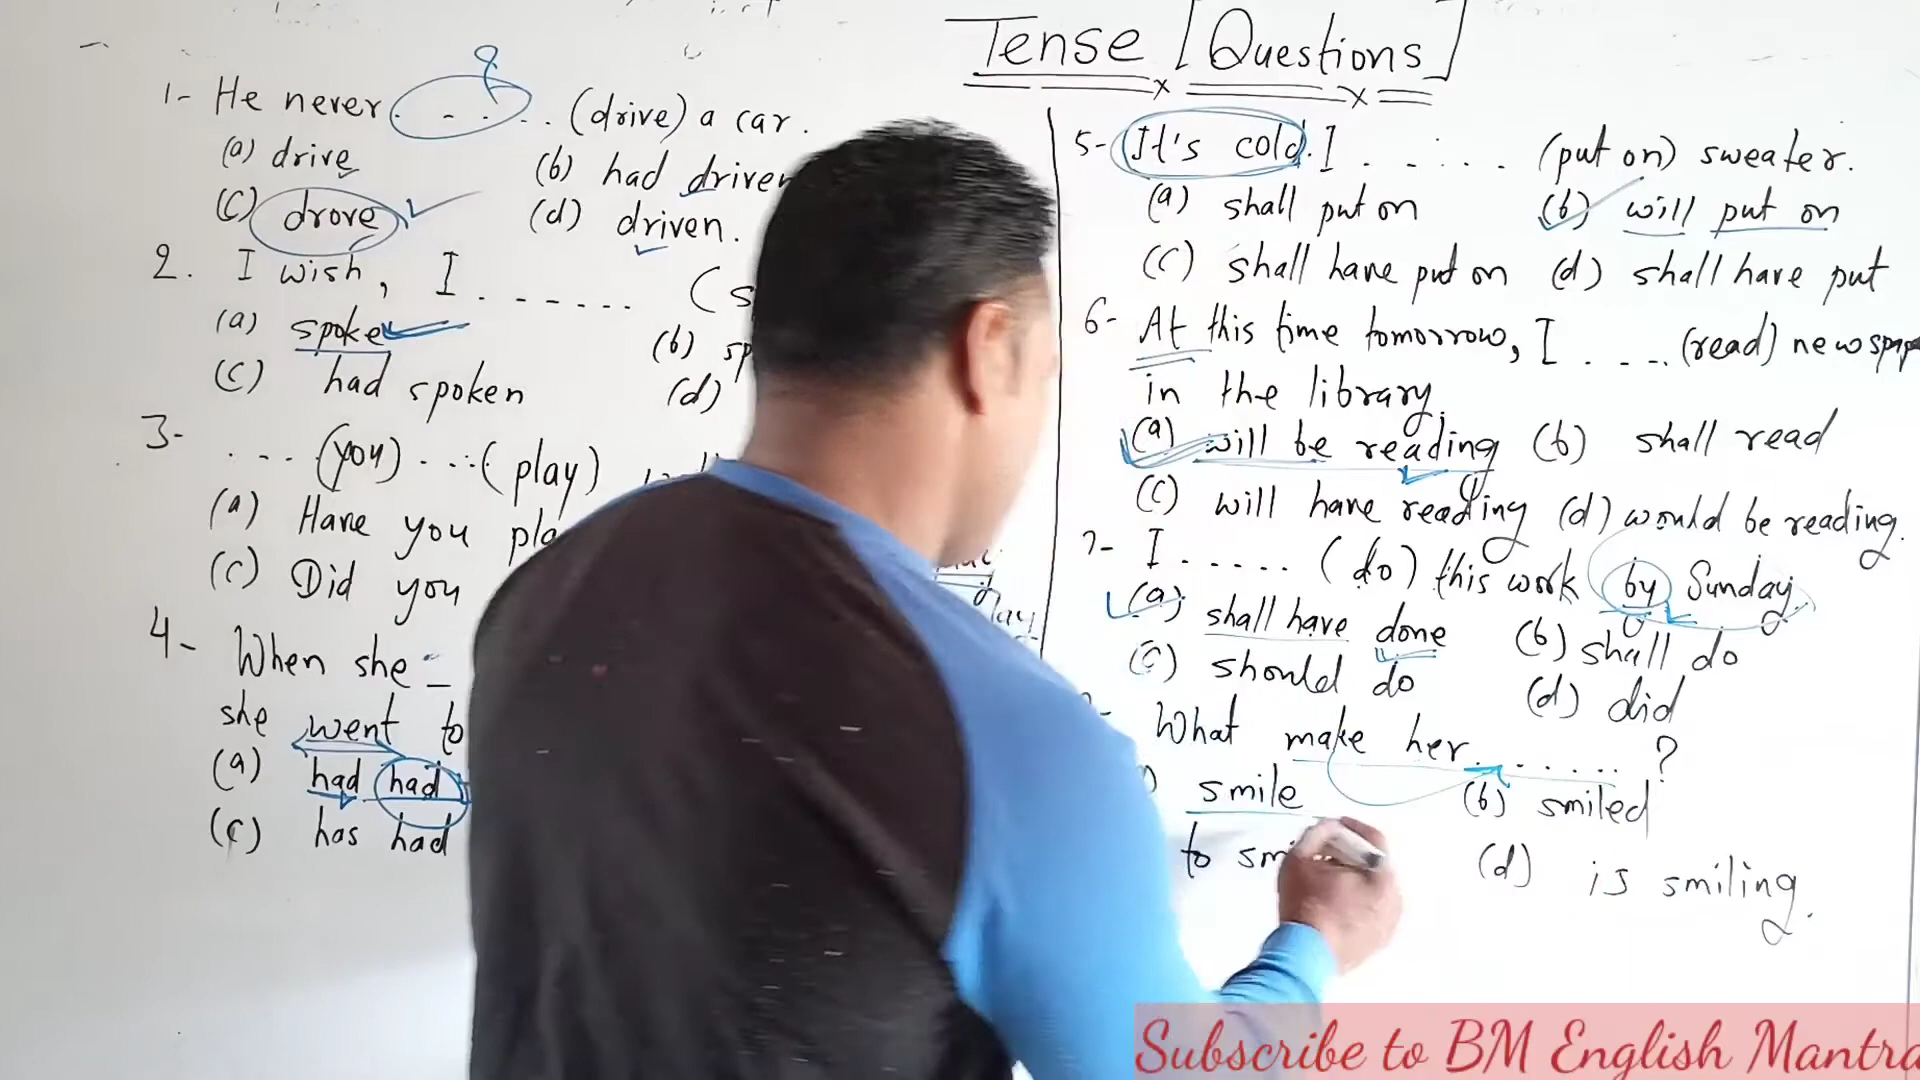 Tense [Questions]
1- He never ....... (drive) a car.
(a) drive
(b) had driven
(c) drove
(d) driven.
2. I wish, I ....... (
(a) spoke
(b)
(c) had spoken
(d)
3- .... (you) .... (play)
(a) Have you
(c) Did you
4- When she
she went to
(a) had had
(c) has had
5- It's cold. I ....... (put on) sweater.
(a) shall put on
(b) will put on
(c) shall have put on
(d) shall have put
6- At this time tomorrow, I .... (read)
in the library.
(a) will be reading
(b) shall read
(c) will have reading
(d) would be reading.
7- I ...... (do) this work by Sunday.
(a) shall have done
(b) shall do
(c) should do
(d) did
What make her ...... ?
smile
(b) smiled
to
(d) is smiling.
Subscribe to BM English Mantra